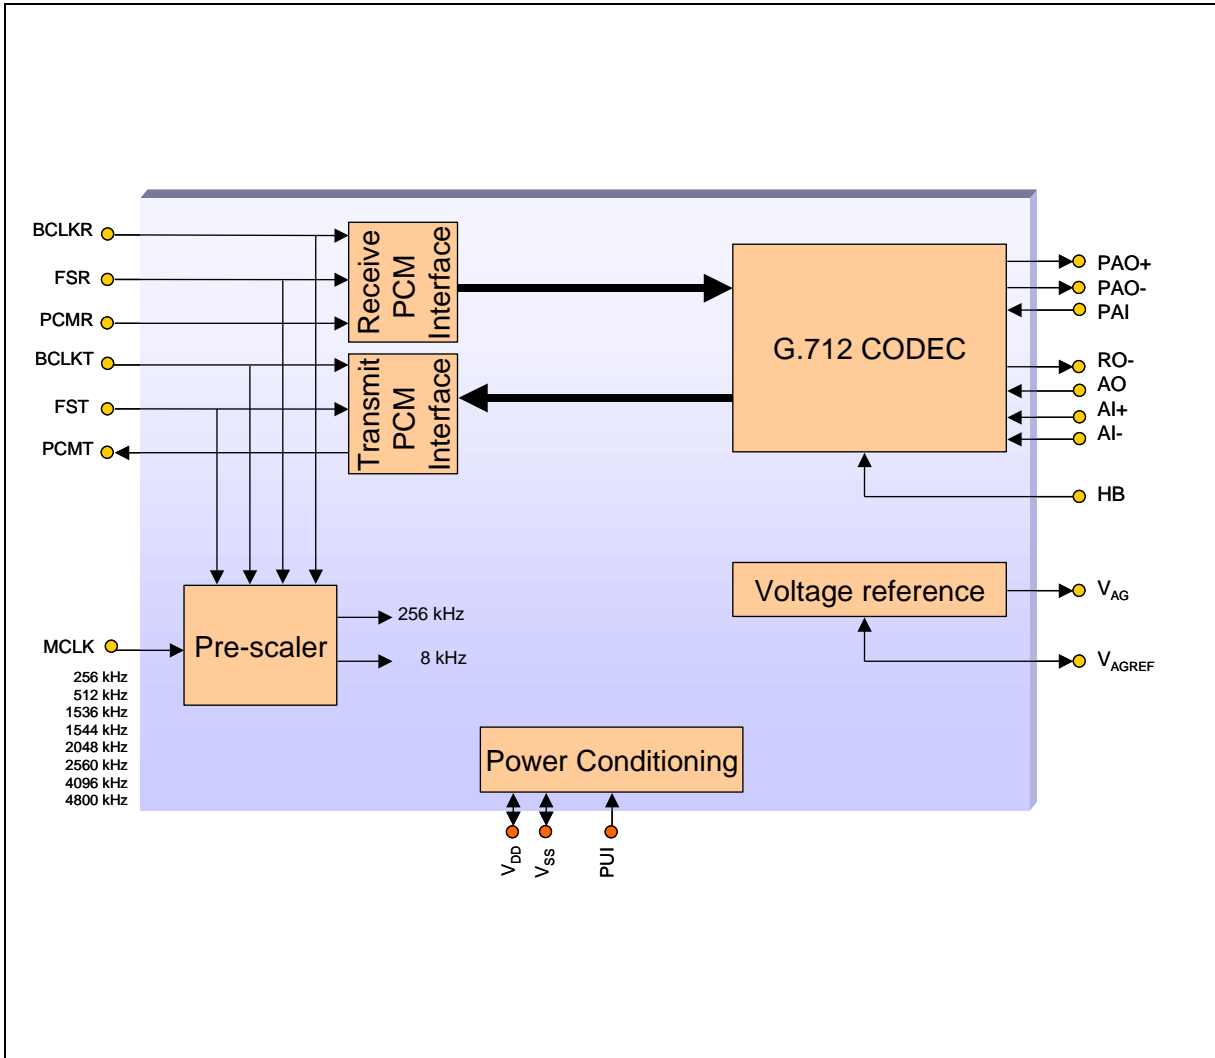 BCLKR
FSR
PCMR
BCLKT
FST
PCMT
Receive
PCM
Interface
Transmit
PCM
Interface
G.712 CODEC
PAO+
PAO-
PAI
RO-
AO
AI+
AI-
HB
Voltage reference
VAG
VAGREF
MCLK
Pre-scaler
256 kHz
8 kHz
256 kHz
512 kHz
1536 kHz
1544 kHz
2048 kHz
2560 kHz
4096 kHz
4800 kHz
Power Conditioning
VDD
VSS
PUI